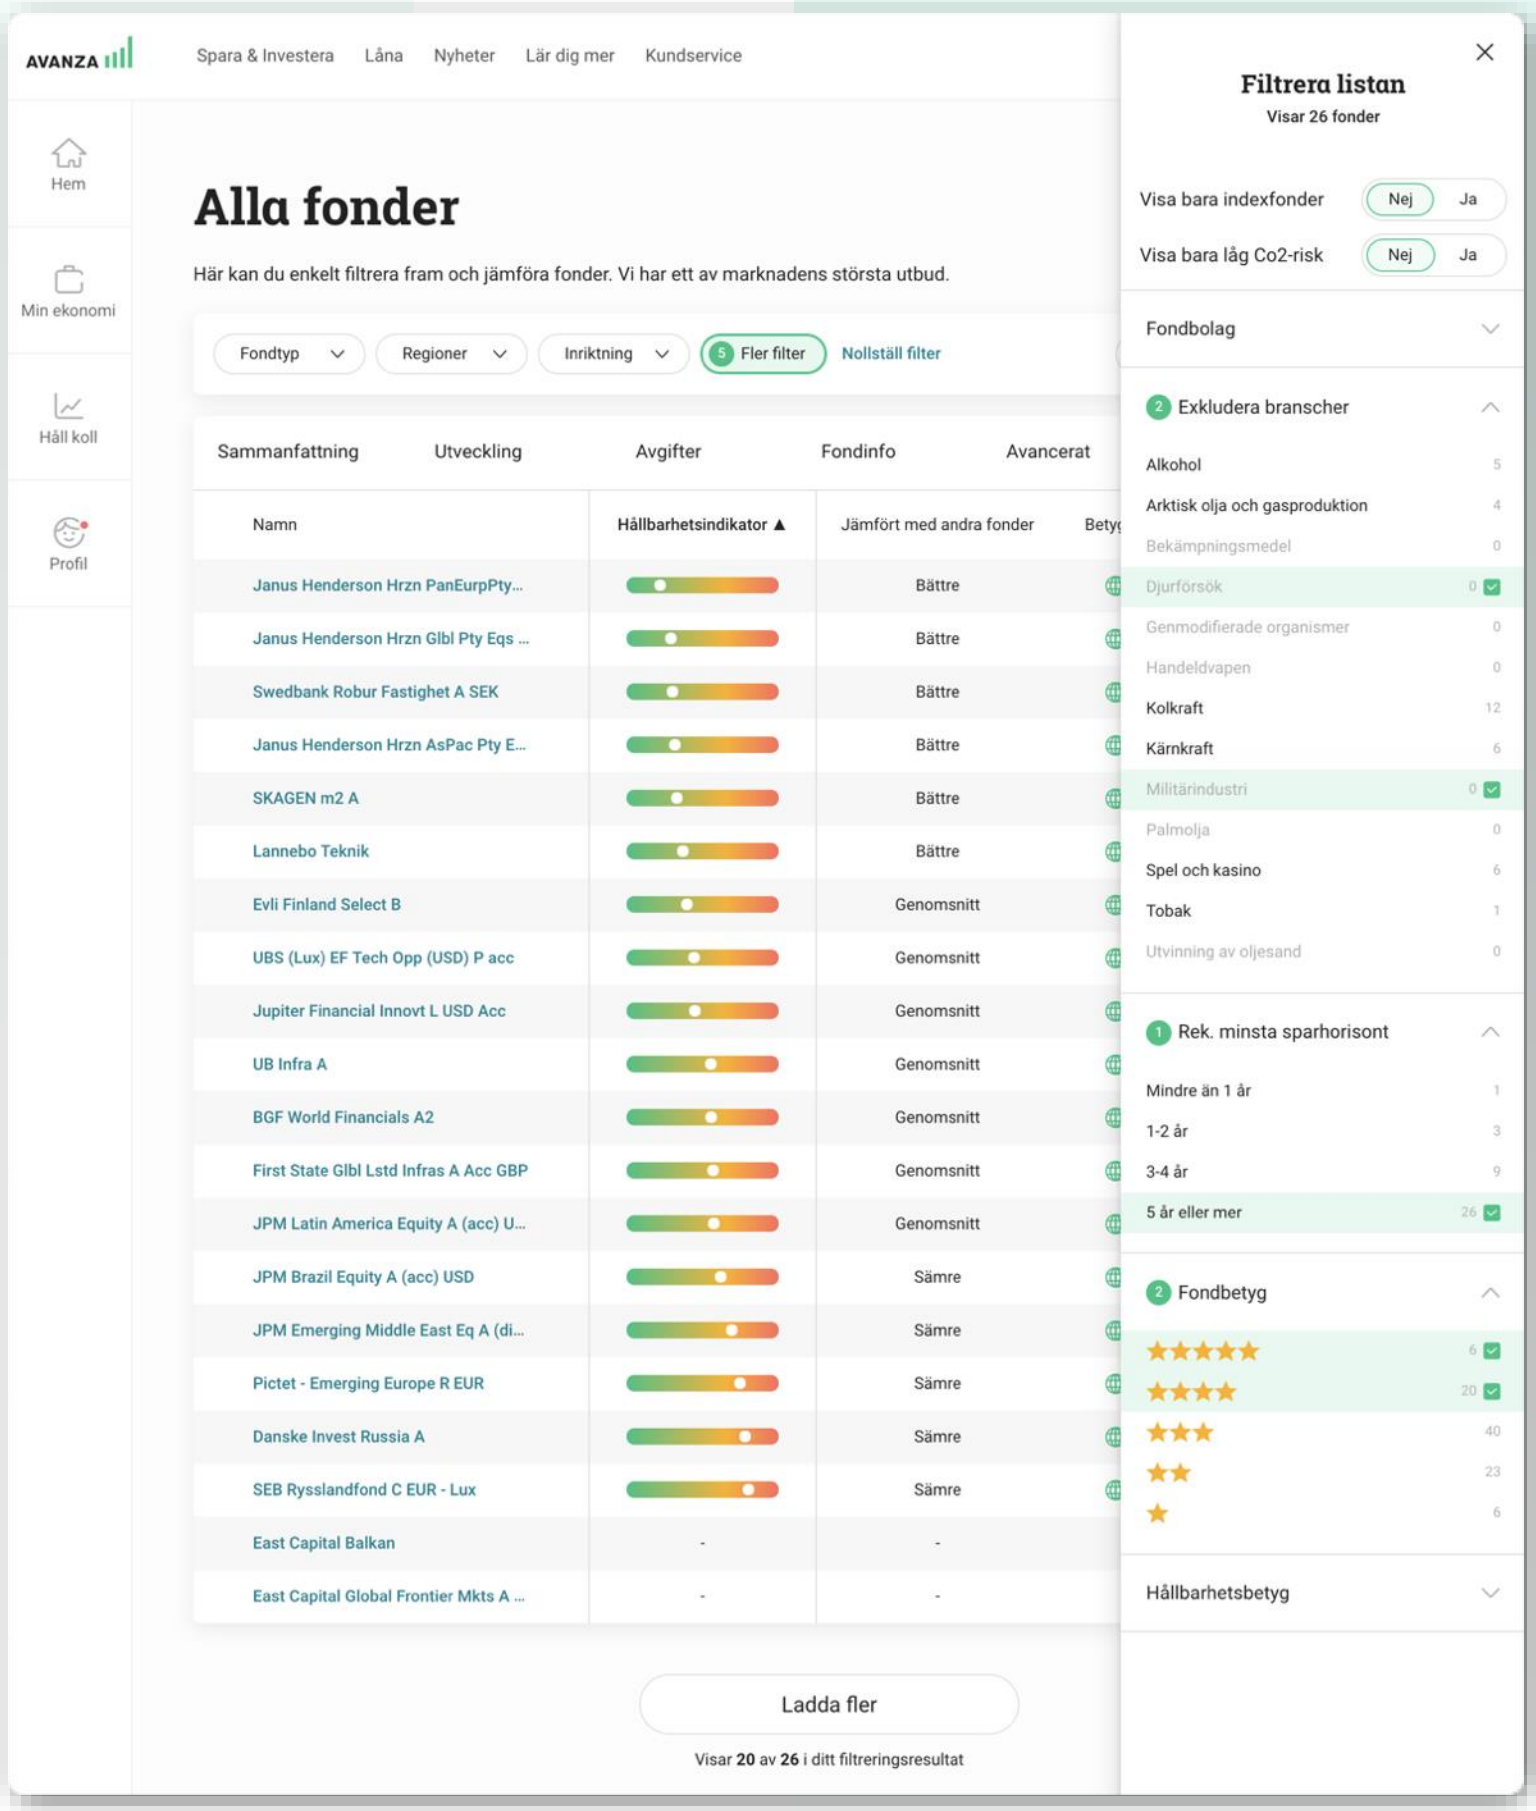 AVANZA
Spara & Investera Låna Nyheter Lär dig mer Kundservice
Hem
Min ekonomi
Håll koll
Profil
Alla fonder
Här kan du enkelt filtrera fram och jämföra fonder. Vi har ett av marknadens största utbud.
Fondtyp Regioner Inriktning 5 Fler filter Nollställ filter
Sammanfattning Utveckling Avgifter Fondinfo Avancerat
Namn Hållbarhetsindikator ▲ Jämfört med andra fonder Betyg
Janus Henderson Hrzn PanEurpPty... Bättre
Janus Henderson Hrzn Glbl Pty Eqs ... Bättre
Swedbank Robur Fastighet A SEK Bättre
Janus Henderson Hrzn AsPac Pty E... Bättre
SKAGEN m2 A Bättre
Lannebo Teknik Bättre
Evli Finland Select B Genomsnitt
UBS (Lux) EF Tech Opp (USD) P acc Genomsnitt
Jupiter Financial Innovt L USD Acc Genomsnitt
UB Infra A Genomsnitt
BGF World Financials A2 Genomsnitt
First State Glbl Lstd Infras A Acc GBP Genomsnitt
JPM Latin America Equity A (acc) U... Genomsnitt
JPM Brazil Equity A (acc) USD Sämre
JPM Emerging Middle East Eq A (di... Sämre
Pictet - Emerging Europe R EUR Sämre
Danske Invest Russia A Sämre
SEB Rysslandfond C EUR - Lux Sämre
East Capital Balkan - -
East Capital Global Frontier Mkts A ... - -
Ladda fler
Visar 20 av 26 i ditt filtreringsresultat
Filtrera listan
Visar 26 fonder
Visa bara indexfonder Nej Ja
Visa bara låg Co2-risk Nej Ja
Fondbolag
2 Exkludera branscher
Alkohol 5
Arktisk olja och gasproduktion 4
Bekämpningsmedel 0
Djurförsök 0
Genmodifierade organismer 0
Handeldvapen 0
Kolkraft 12
Kärnkraft 6
Militärindustri 0
Palmolja 0
Spel och kasino 6
Tobak 1
Utvinning av oljesand 0
1 Rek. minsta sparhorisont
Mindre än 1 år 1
1-2 år 3
3-4 år 9
5 år eller mer 26
2 Fondbetyg
6
20
40
23
6
Hållbarhetsbetyg